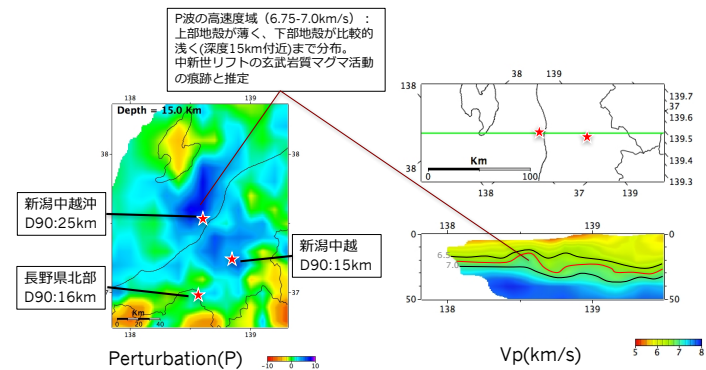 P波の高速度域（6.75-7.0km/s）：
上部地殻が薄く、下部地殻が比較的
浅く(深度15km付近)まで分布。
中新世リフトの玄武岩質マグマ活動
の痕跡と推定
138
139
Depth = 15.0 Km
38
38
37
37
新潟中越沖
D90:25km
新潟中越
D90:15km
長野県北部
D90:16km
Km
0 20 40
138
139
Perturbation(P)
-10 0 10
38 139
138
139.7
37
139.6
139.5
139.4
139.3
38
Km
0 100
138 37 139
138 139
0 0
6.5
7.0
50 50
138 139
Vp(km/s)
5 6 7 8